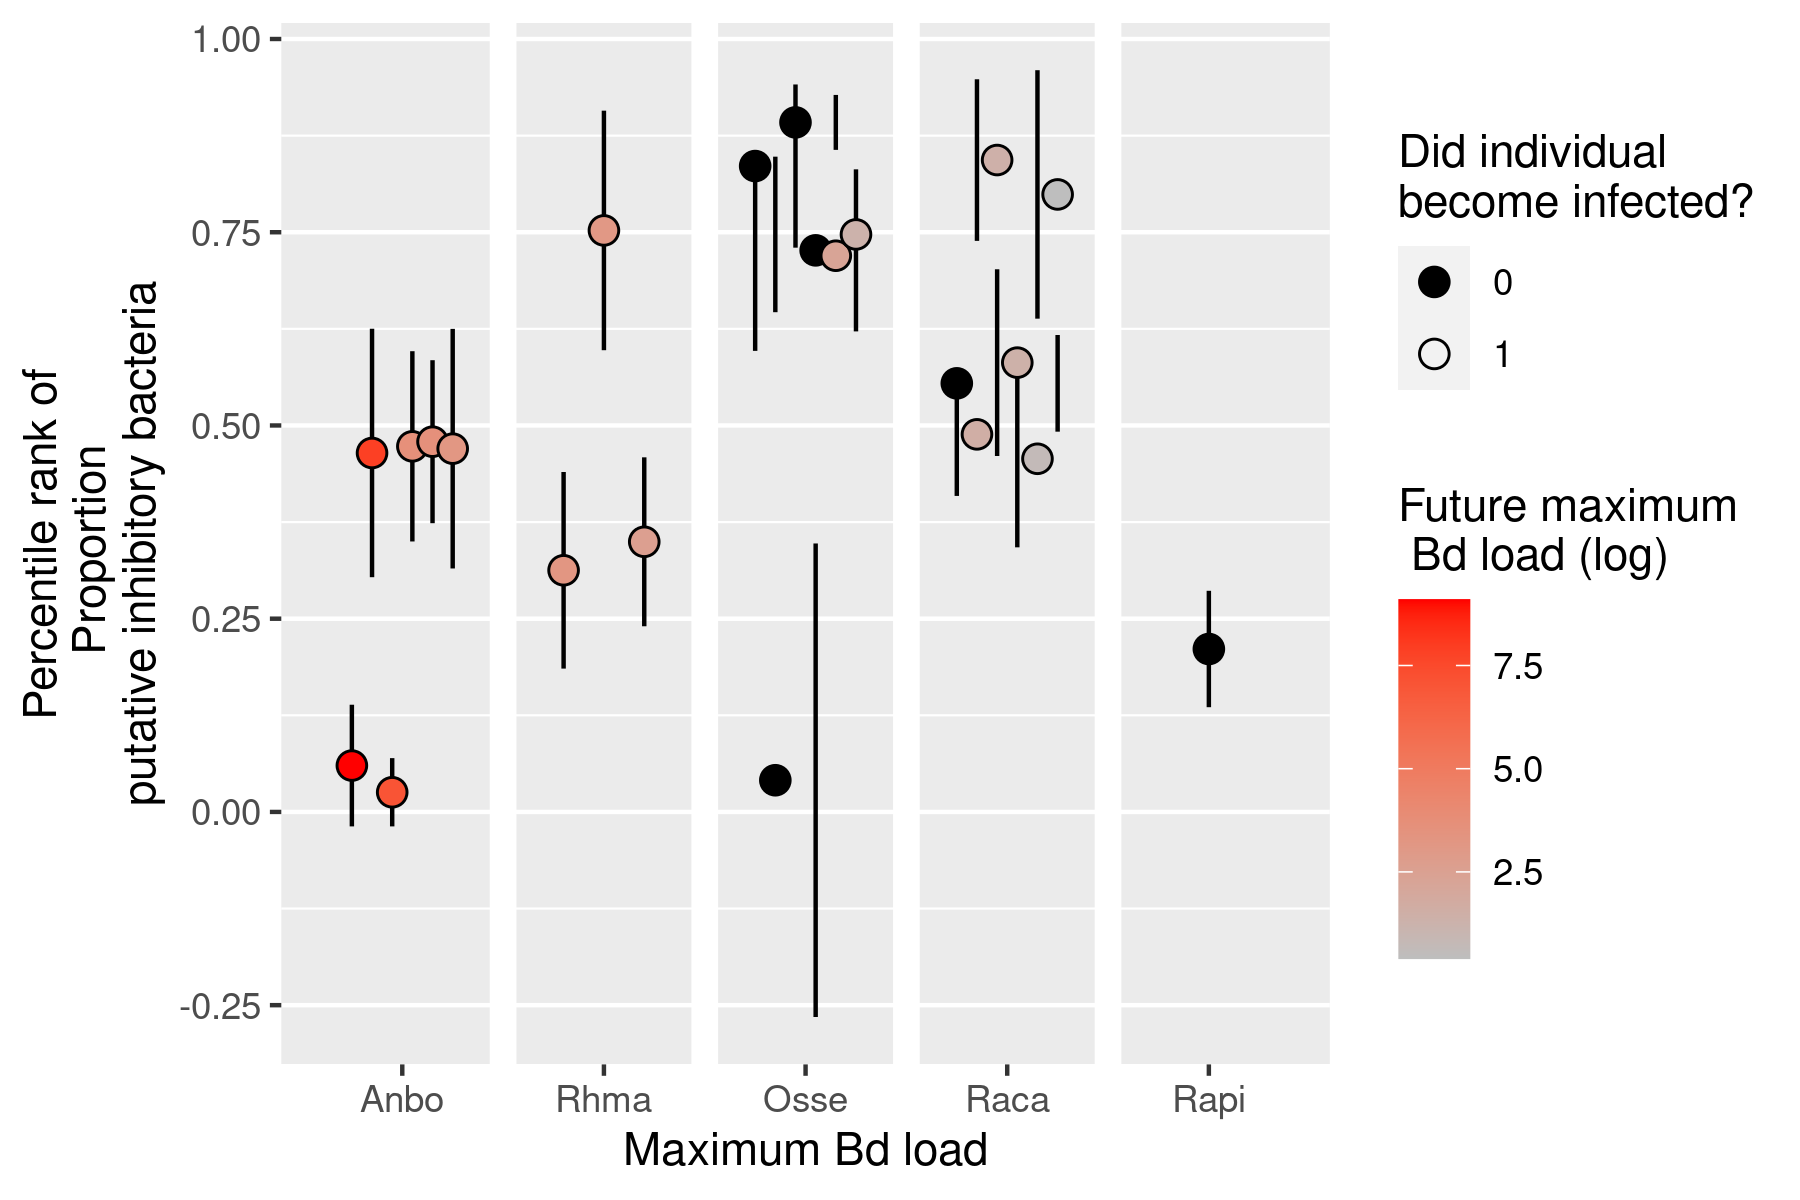 Percentile rank of
Proportion
putative inhibitory bacteria
1.00
0.75
0.50
0.25
0.00
-0.25
Anbo
Rhma
Osse
Raca
Rapi
Maximum Bd load
Did individual
become infected?
0
1
Future maximum
Bd load (log)
7.5
5.0
2.5